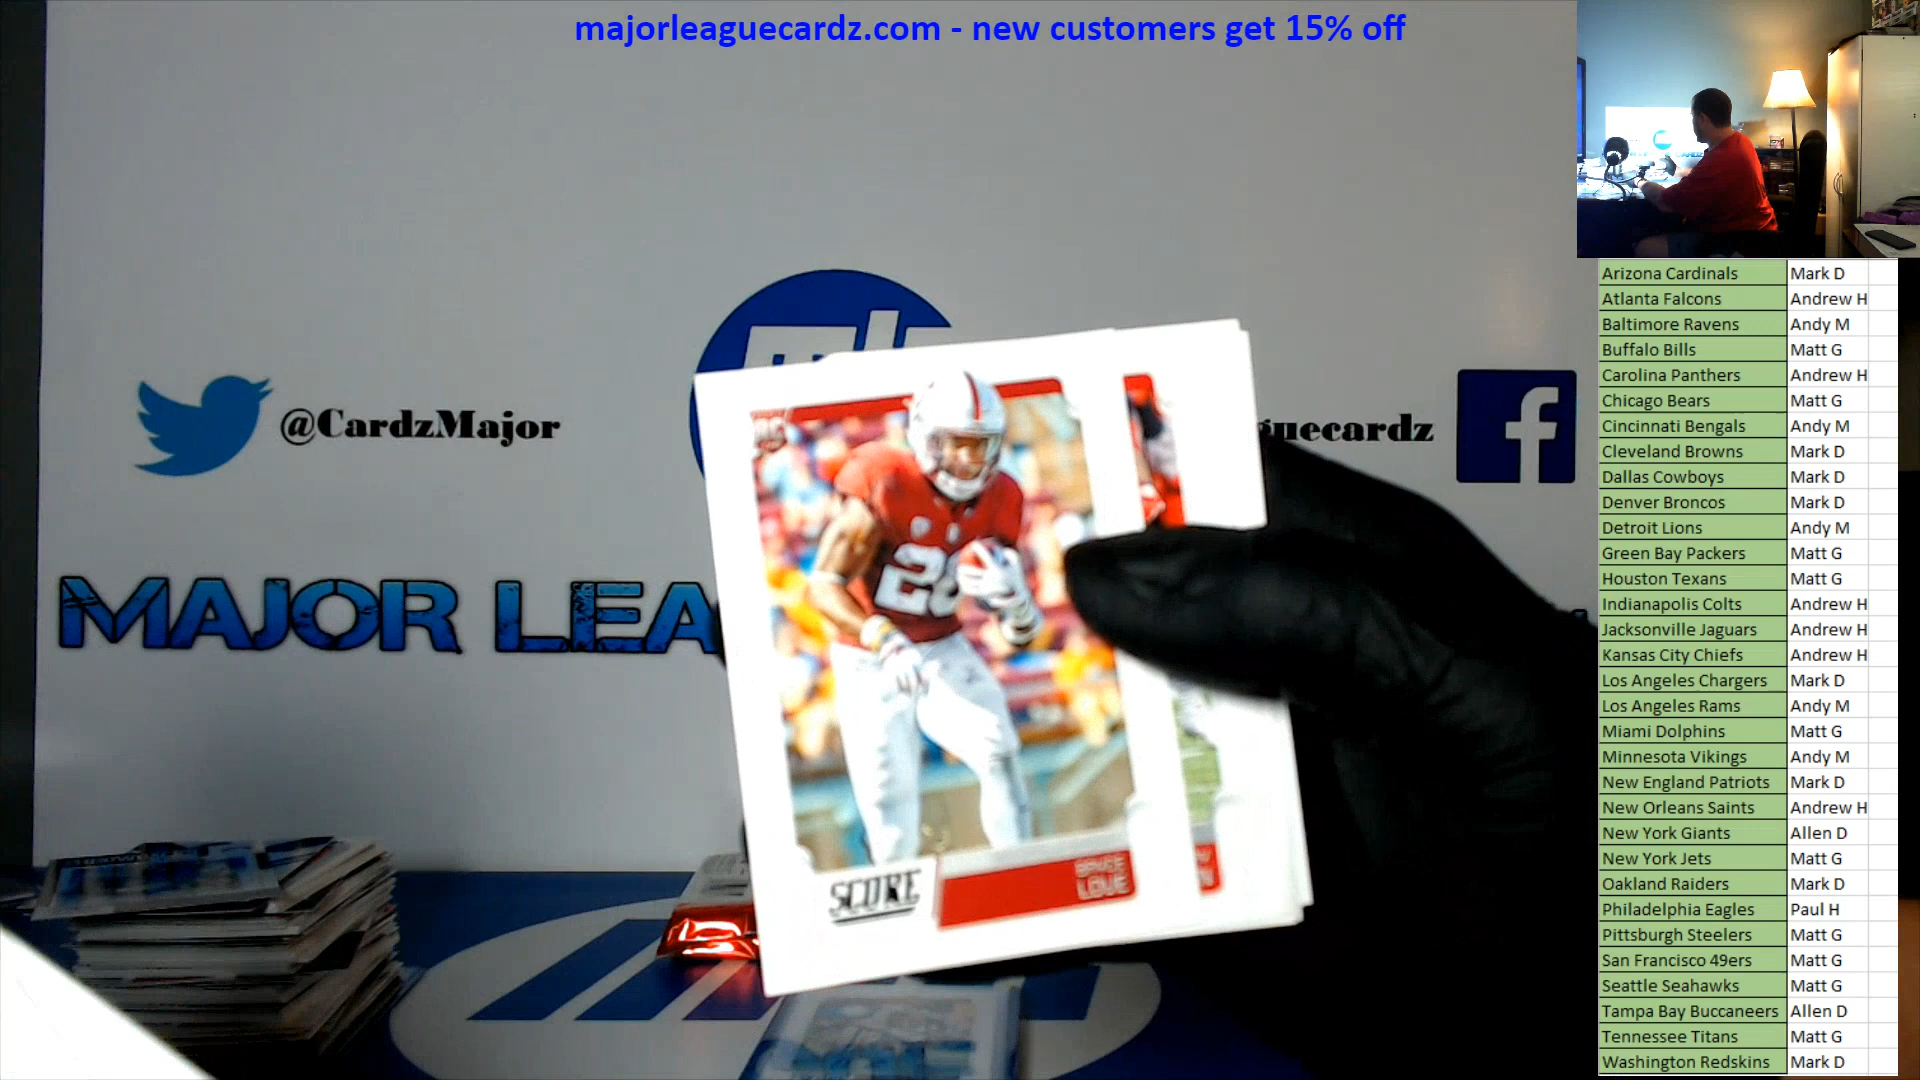 majorleaguecardz.com - new customers get 15% off
@CardzMajor
guecardz
MAJOR LEA
RC
20
SCORE
BRYCE
LOVE
Arizona Cardinals Mark D
Atlanta Falcons Andrew H
Baltimore Ravens Andy M
Buffalo Bills Matt G
Carolina Panthers Andrew H
Chicago Bears Matt G
Cincinnati Bengals Andy M
Cleveland Browns Mark D
Dallas Cowboys Mark D
Denver Broncos Mark D
Detroit Lions Andy M
Green Bay Packers Matt G
Houston Texans Matt G
Indianapolis Colts Andrew H
Jacksonville Jaguars Andrew H
Kansas City Chiefs Andrew H
Los Angeles Chargers Mark D
Los Angeles Rams Andy M
Miami Dolphins Matt G
Minnesota Vikings Andy M
New England Patriots Mark D
New Orleans Saints Andrew H
New York Giants Allen D
New York Jets Matt G
Oakland Raiders Mark D
Philadelphia Eagles Paul H
Pittsburgh Steelers Matt G
San Francisco 49ers Matt G
Seattle Seahawks Matt G
Tampa Bay Buccaneers Allen D
Tennessee Titans Matt G
Washington Redskins Mark D